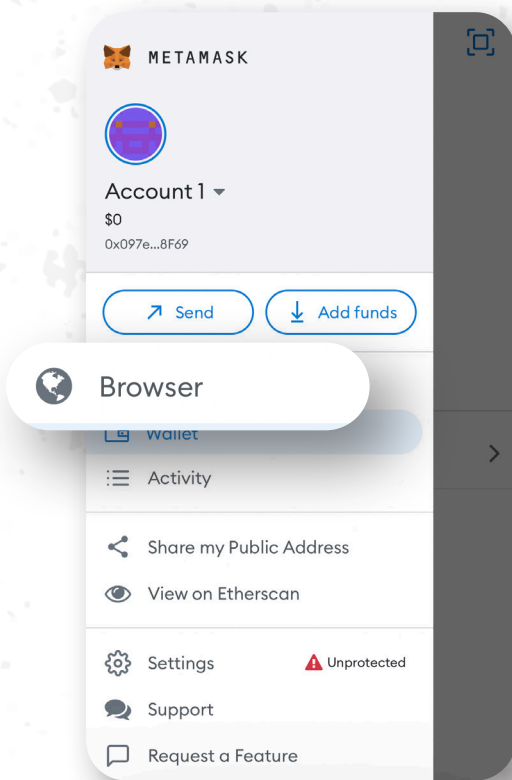 METAMASK
Account 1
$0
0x097e...8F69
Send
Add funds
Browser
Wallet
Activity
Share my Public Address
View on Etherscan
Settings
Unprotected
Support
Request a Feature